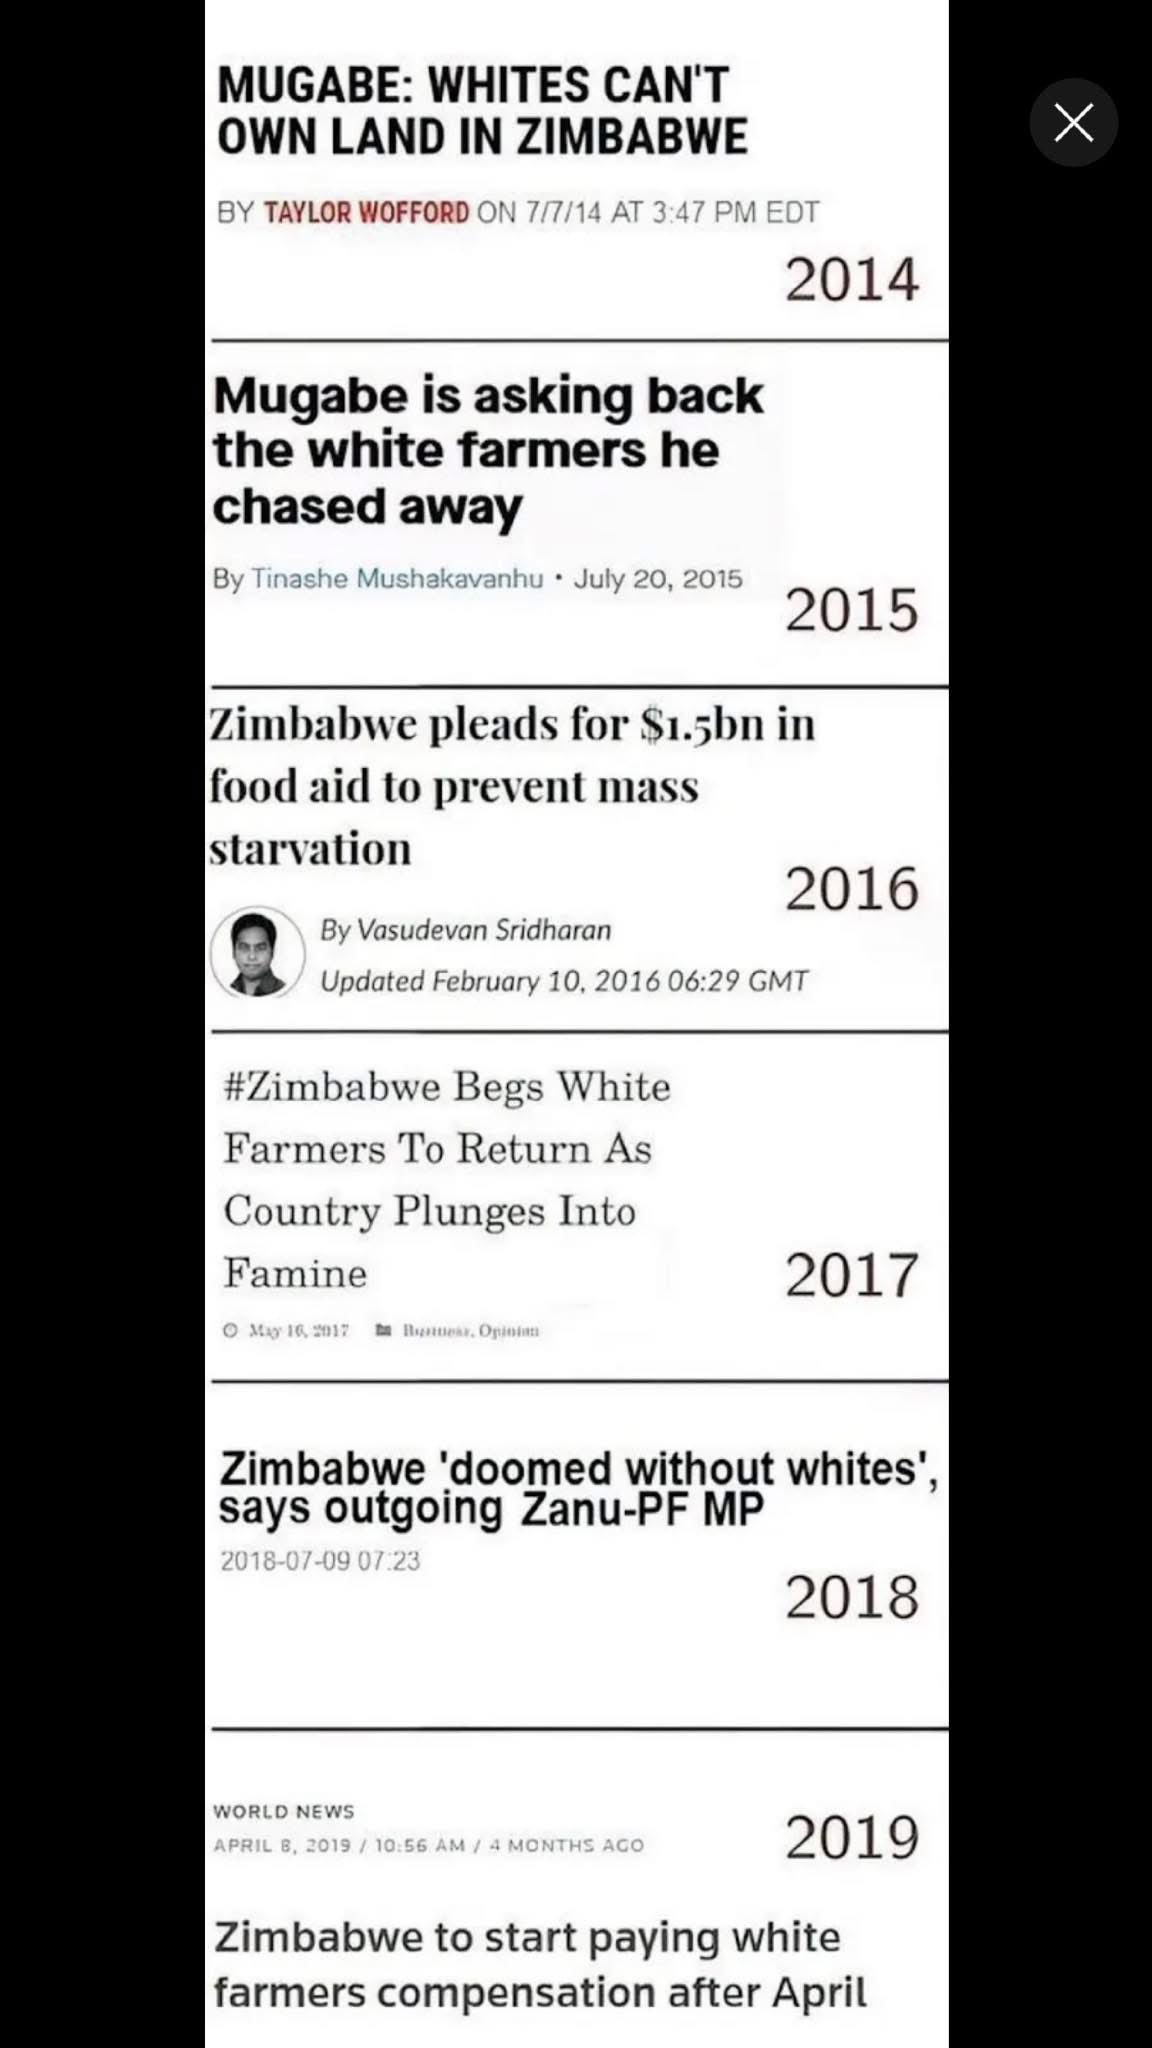 MUGABE: WHITES CAN'T
OWN LAND IN ZIMBABWE
BY TAYLOR WOFFORD ON 7/7/14 AT 3:47 PM EDT
2014
Mugabe is asking back
the white farmers he
chased away
By Tinashe Mushakavanhu • July 20, 2015
2015
Zimbabwe pleads for $1.5bn in
food aid to prevent mass
starvation
2016
By Vasudevan Sridharan
Updated February 10, 2016 06:29 GMT
#Zimbabwe Begs White
Farmers To Return As
Country Plunges Into
Famine
2017
May 16, 2017 Business, Opinion
Zimbabwe 'doomed without whites',
says outgoing Zanu-PF MP
2018-07-09 07:23
2018
WORLD NEWS
APRIL 8, 2019 / 10:56 AM / 4 MONTHS AGO
2019
Zimbabwe to start paying white
farmers compensation after April